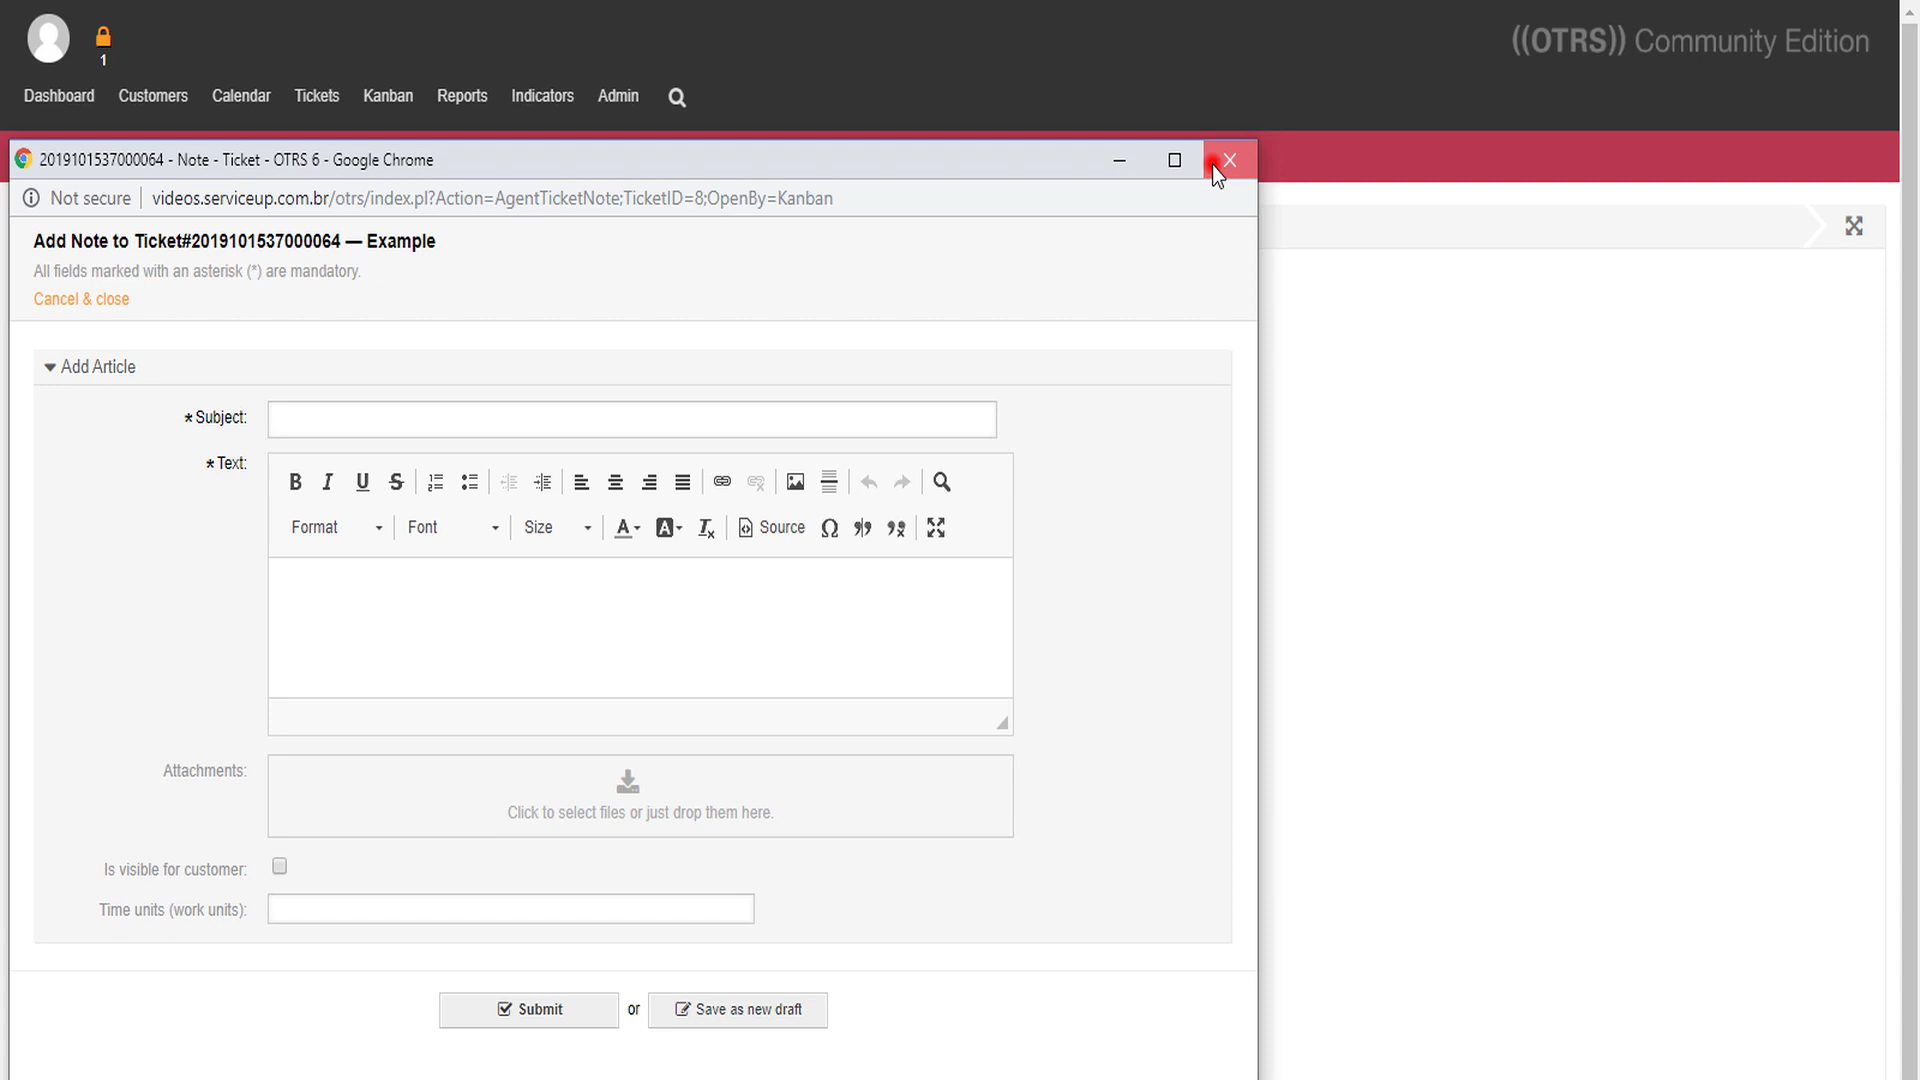 ((OTRS)) Community Edition
1
Dashboard Customers Calendar Tickets Kanban Reports Indicators Admin
2019101537000064 - Note - Ticket - OTRS 6 - Google Chrome
Not secure videos.serviceup.com.br/otrs/index.pl?Action=AgentTicketNote;TicketID=8;OpenBy=Kanban
Add Note to Ticket#2019101537000064 — Example
All fields marked with an asterisk (*) are mandatory.
Cancel & close
Add Article
* Subject:
* Text:
Format Font Size Source
Attachments:
Click to select files or just drop them here.
Is visible for customer:
Time units (work units):
Submit or Save as new draft